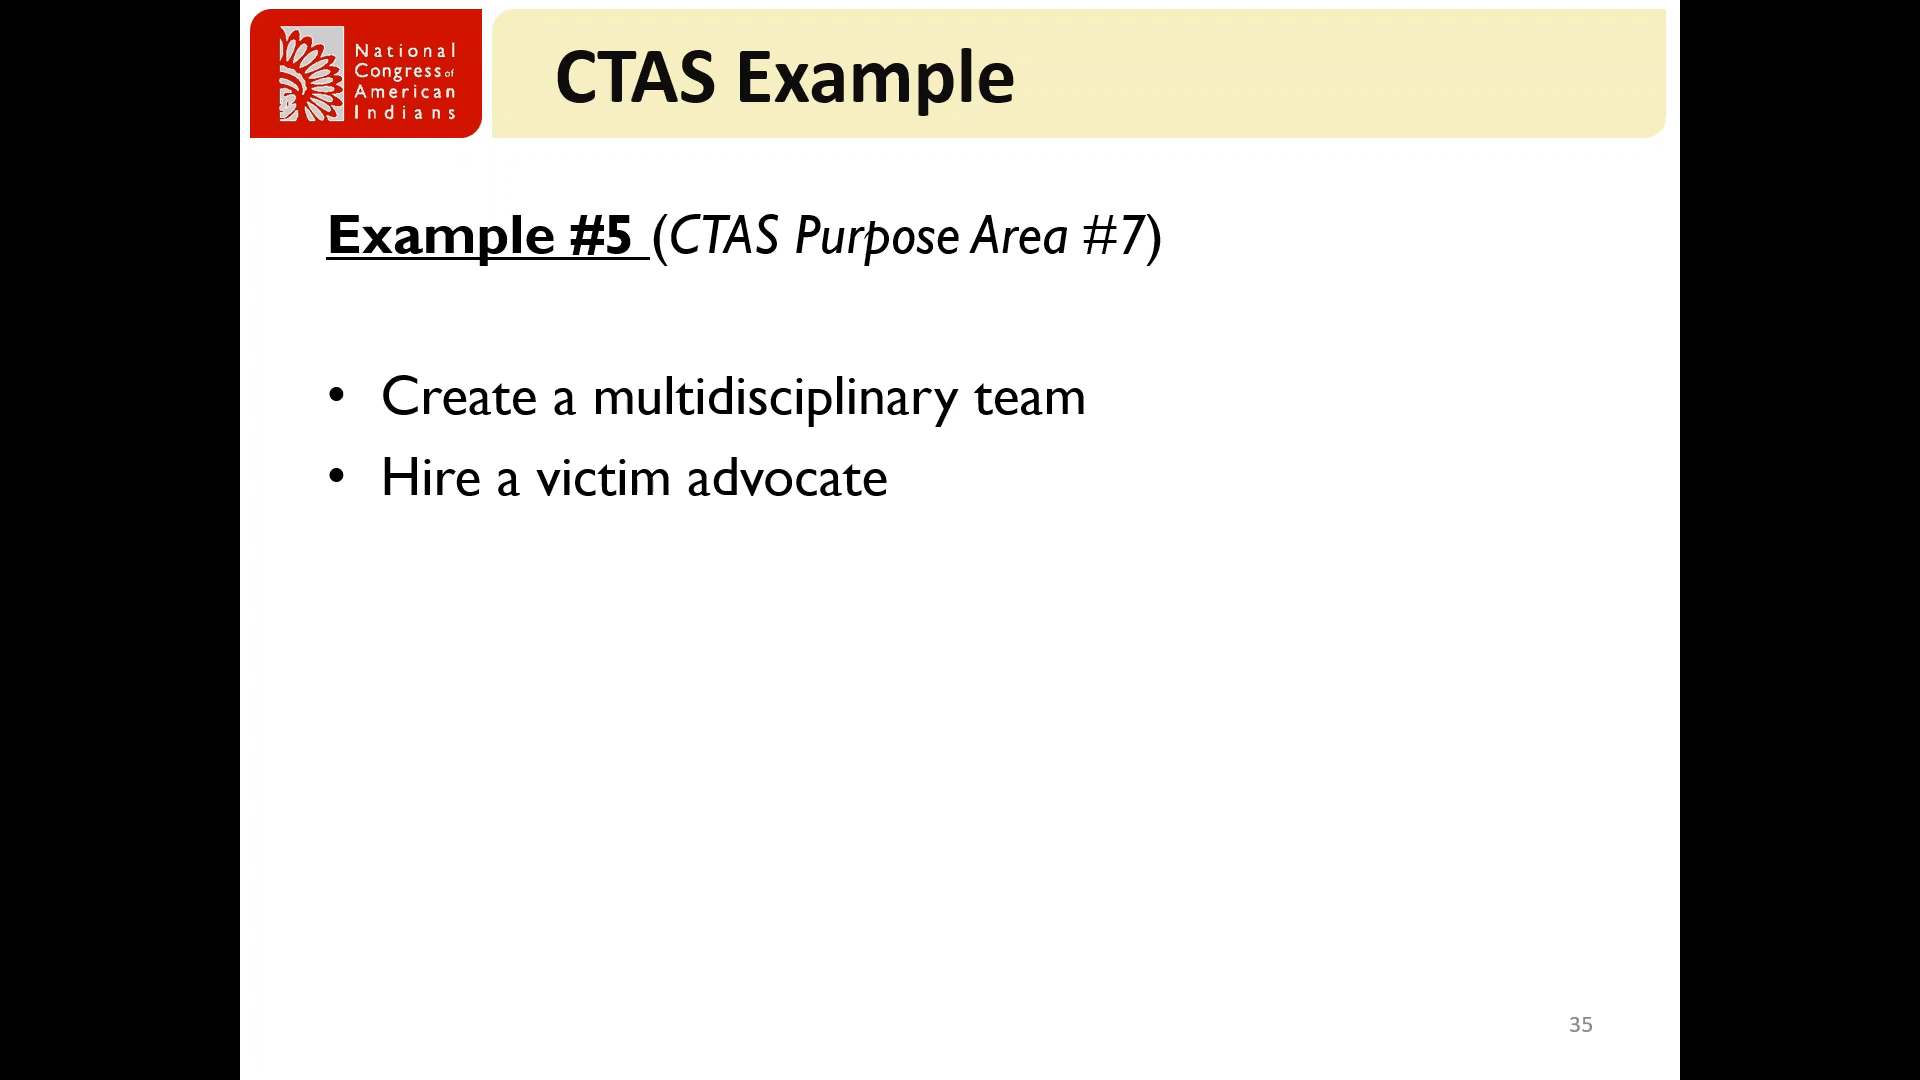 National
Congress of
American
Indians
CTAS Example
Example #5 (CTAS Purpose Area #7)
• Create a multidisciplinary team
• Hire a victim advocate
35